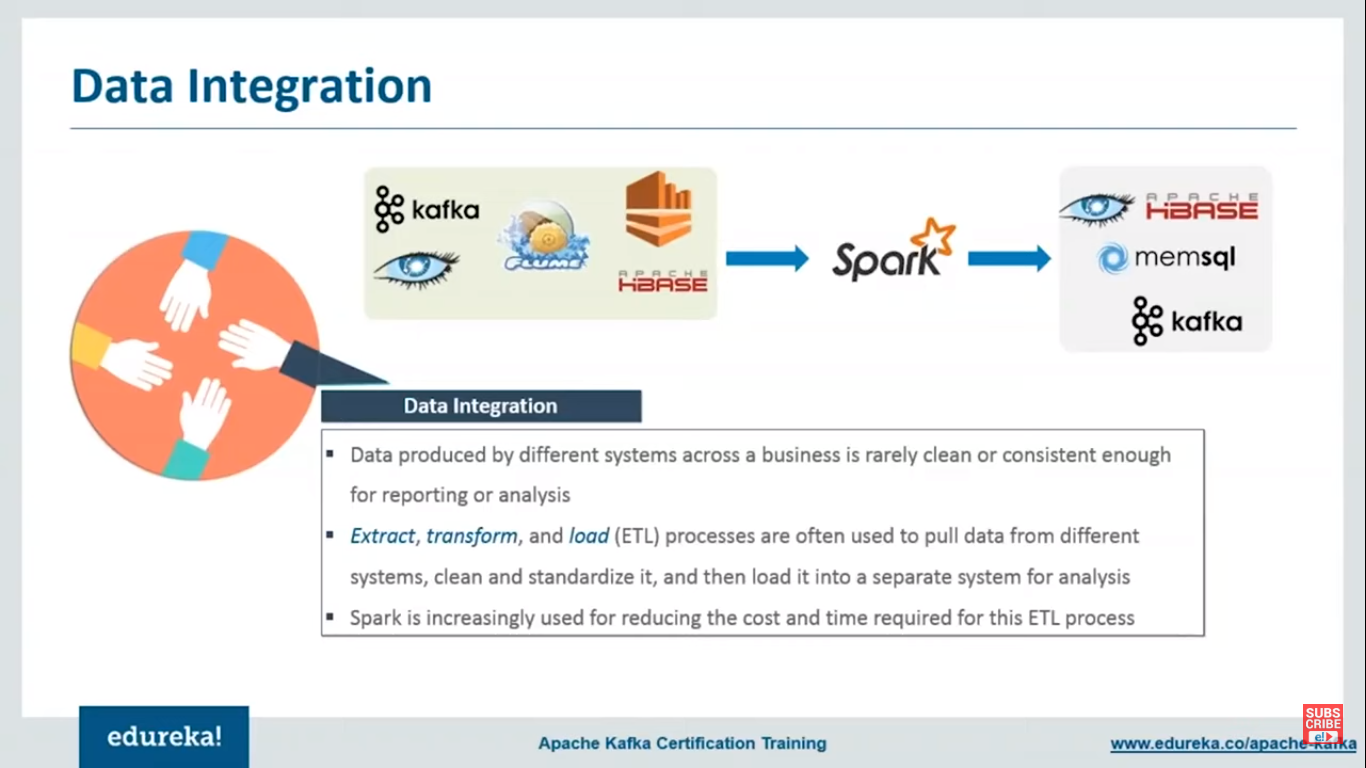 Data Integration
kafka
FLUME
APACHE
HBASE
Spark
APACHE
HBASE
memsql
kafka
Data Integration
▪ Data produced by different systems across a business is rarely clean or consistent enough
for reporting or analysis
▪ Extract, transform, and load (ETL) processes are often used to pull data from different
systems, clean and standardize it, and then load it into a separate system for analysis
▪ Spark is increasingly used for reducing the cost and time required for this ETL process
edureka!
Apache Kafka Certification Training
www.edureka.co/apache-kafka
SUBS
CRIBE
e!